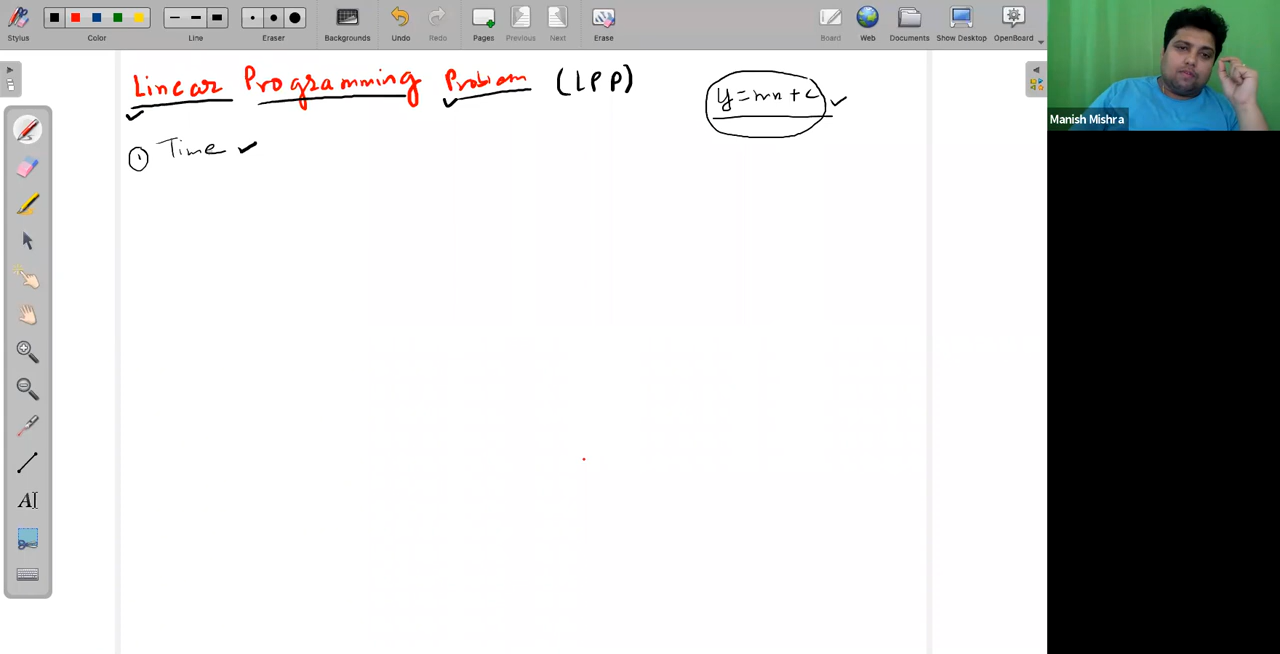 Stylus Color Line Eraser Backgrounds Undo Redo Pages Previous Next Erase Board Web Documents Show Desktop OpenBoard
Linear Programming Problem (LPP)
y=mx+c
Manish Mishra
① Time
AI